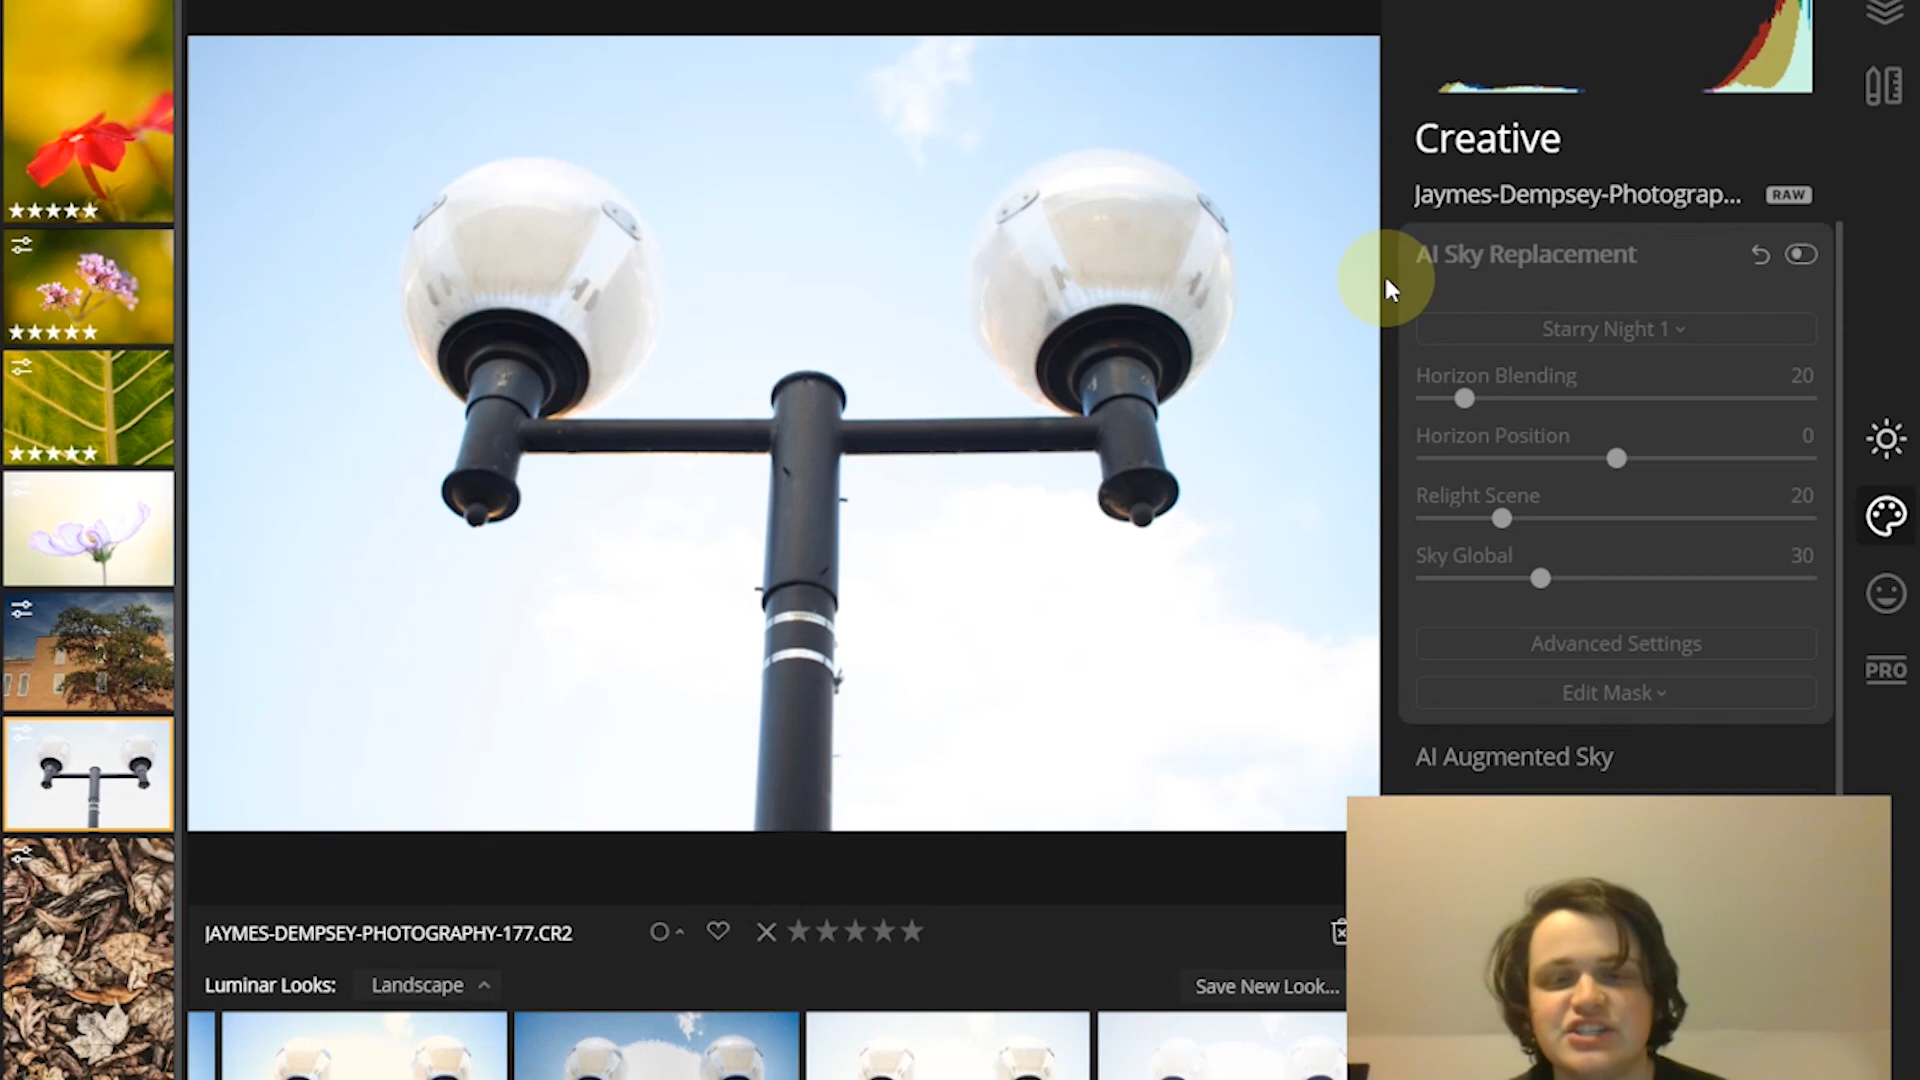 Creative
Jaymes-Dempsey-Photograp... RAW
AI Sky Replacement
Starry Night 1
Horizon Blending 20
Horizon Position 0
Relight Scene 20
Sky Global 30
Advanced Settings
Edit Mask
AI Augmented Sky
PRO
JAYMES-DEMPSEY-PHOTOGRAPHY-177.CR2
Luminar Looks: Landscape
Save New Look...